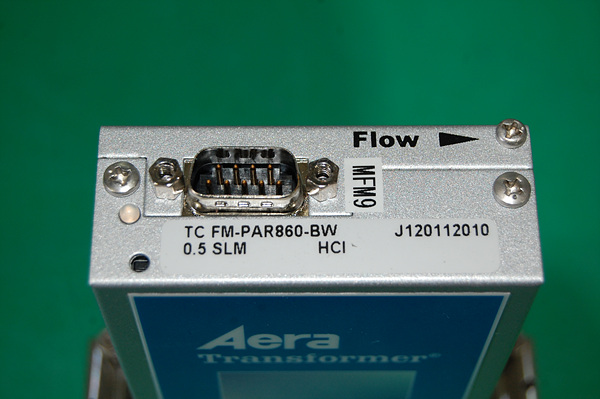 Flow
MFM9
TC FM-PAR860-BW J120112010
0.5 SLM HCl
Aera
Transformer®